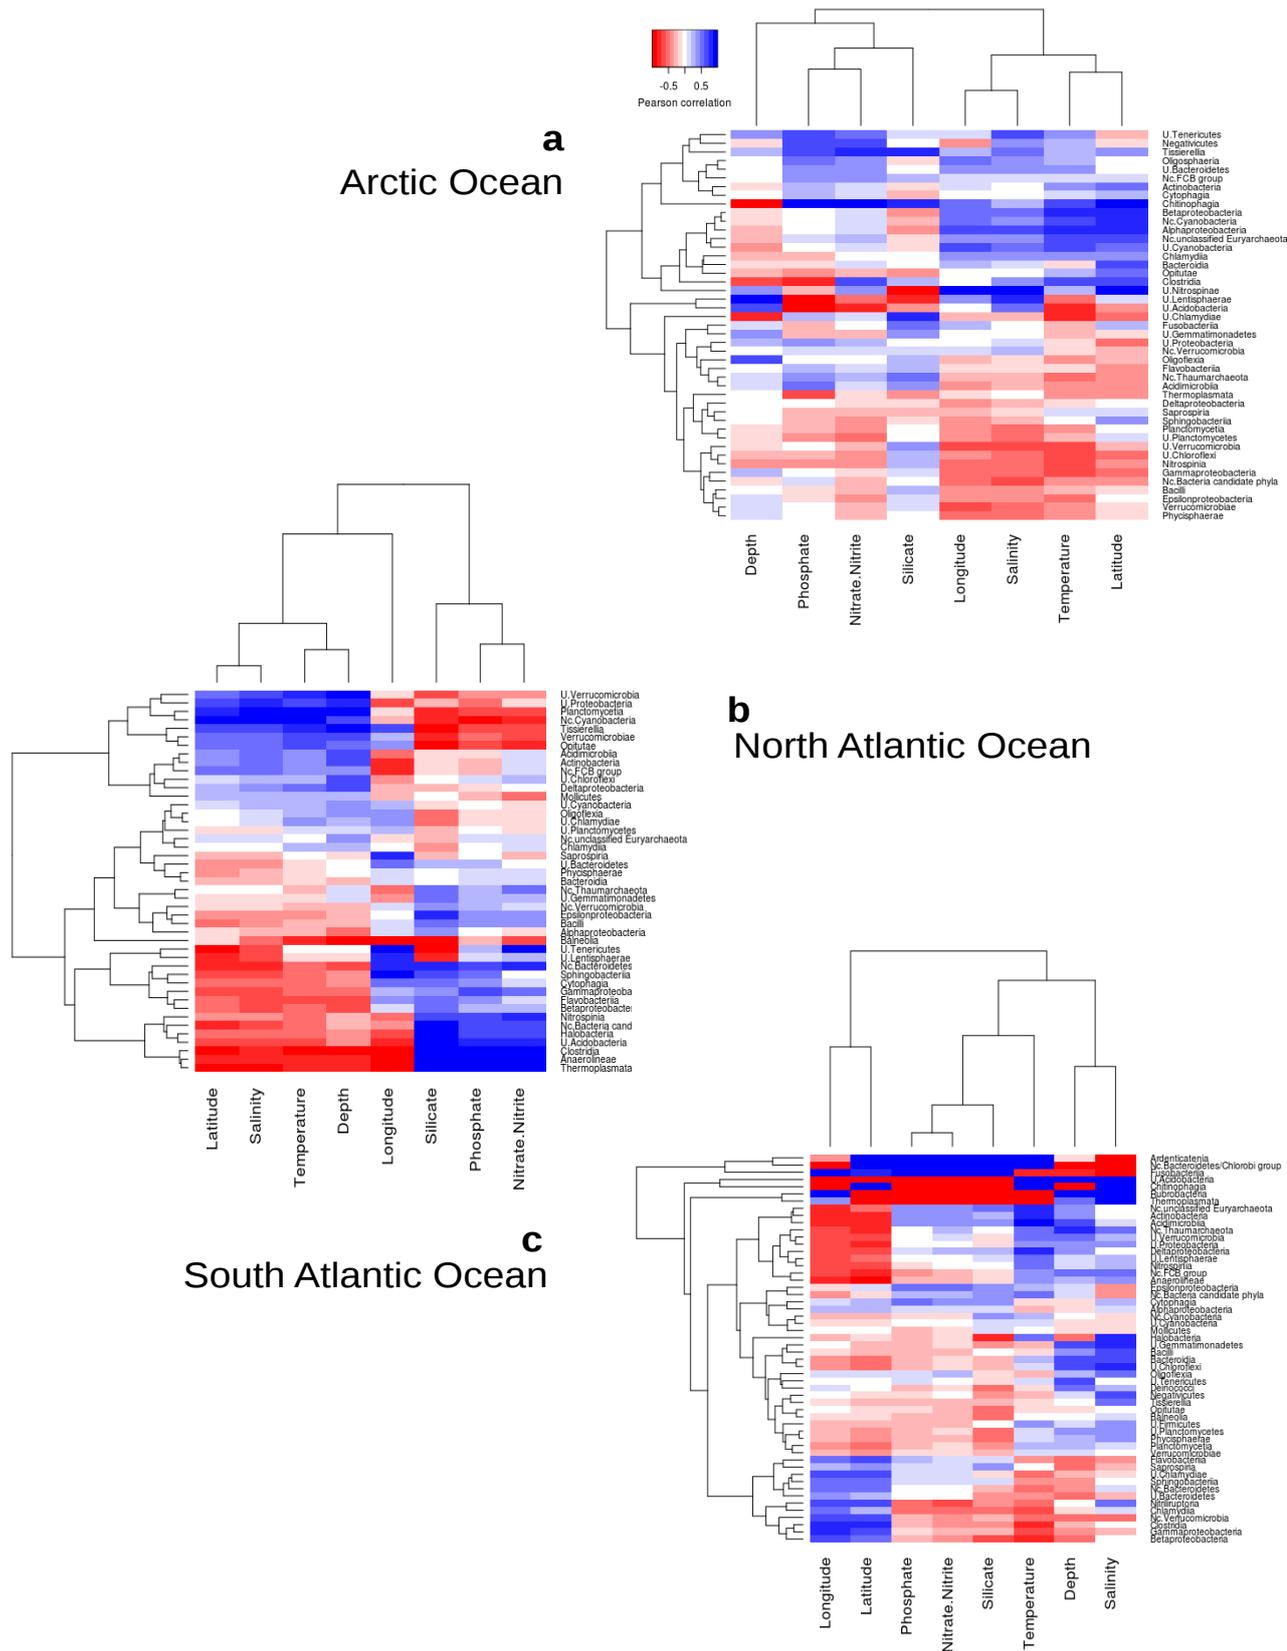 -0.5 0.5
Pearson correlation
a
Arctic Ocean
U.Tenericutes
Negativicutes
Tissierellia
Oligosphaeria
U.Bacteroidetes
Nc.FCB group
Actinobacteria
Cytophagia
Chitinophagia
Betaproteobacteria
Nc.Cyanobacteria
Alphaproteobacteria
Nc.unclassified Euryarchaeota
U.Cyanobacteria
Chlamydiia
Bacteroidia
Opitutae
Clostridia
U.Nitrospinae
U.Lentisphaerae
U.Acidobacteria
U.Chlamydiae
Fusobacteriia
U.Gemmatimonadetes
U.Proteobacteria
Nc.Verrucomicrobia
Oligoflexia
Flavobacteriia
Nc.Thaumarchaeota
Acidimicrobiia
Thermoplasmata
Deltaproteobacteria
Saprospiria
Sphingobacteriia
Planctomycetia
U.Planctomycetes
U.Verrucomicrobia
U.Chloroflexi
Nitrospinia
Gammaproteobacteria
Nc.Bacteria candidate phyla
Bacilli
Epsilonproteobacteria
Verrucomicrobiae
Phycisphaerae
Depth
Phosphate
Nitrate.Nitrite
Silicate
Longitude
Salinity
Temperature
Latitude
U.Verrucomicrobia
U.Proteobacteria
Planctomycetia
Nc.Cyanobacteria
Tissierellia
Verrucomicrobiae
Opitutae
Acidimicrobiia
Actinobacteria
Nc.FCB group
U.Chloroflexi
Deltaproteobacteria
Mollicutes
U.Cyanobacteria
Oligoflexia
U.Chlamydiae
U.Planctomycetes
Nc.unclassified Euryarchaeota
Chlamydiia
Saprospiria
U.Bacteroidetes
Phycisphaerae
Bacteroidia
Nc.Thaumarchaeota
U.Gemmatimonadetes
Nc.Verrucomicrobia
Epsilonproteobacteria
Bacilli
Alphaproteobacteria
Balneolia
U.Tenericutes
U.Lentisphaerae
Nc.Bacteroidetes
Sphingobacteriia
Cytophagia
Gammaproteoba
Flavobacteriia
Betaproteobacte
Nitrospinia
Nc.Bacteria cand
Halobacteria
U.Acidobacteria
Clostridia
Anaerolineae
Thermoplasmata
Latitude
Salinity
Temperature
Depth
Longitude
Silicate
Phosphate
Nitrate.Nitrite
b
North Atlantic Ocean
c
South Atlantic Ocean
Ardenticatenia
Nc.Bacteroidetes/Chlorobi group
Fusobacteriia
U.Acidobacteria
Chitinophagia
Rubrobacteria
Thermoplasmata
Nc.unclassified Euryarchaeota
Actinobacteria
Acidimicrobiia
Nc.Thaumarchaeota
U.Verrucomicrobia
U.Proteobacteria
Deltaproteobacteria
U.Lentisphaerae
Nitrospinia
Nc.FCB group
Anaerolineae
Epsilonproteobacteria
Nc.Bacteria candidate phyla
Cytophagia
Alphaproteobacteria
Nc.Cyanobacteria
U.Cyanobacteria
Mollicutes
Halobacteria
U.Gemmatimonadetes
Bacilli
Bacteroidia
U.Chloroflexi
Oligoflexia
U.Tenericutes
Deinococci
Negativicutes
Tissierellia
Opitutae
Balneolia
U.Firmicutes
U.Planctomycetes
Phycisphaerae
Planctomycetia
Verrucomicrobiae
Flavobacteriia
Saprospiria
U.Chlamydiae
Sphingobacteriia
Nc.Bacteroidetes
U.Bacteroidetes
Nitriliruptoria
Chlamydiia
Nc.Verrucomicrobia
Clostridia
Gammaproteobacteria
Betaproteobacteria
Longitude
Latitude
Phosphate
Nitrate.Nitrite
Silicate
Temperature
Depth
Salinity